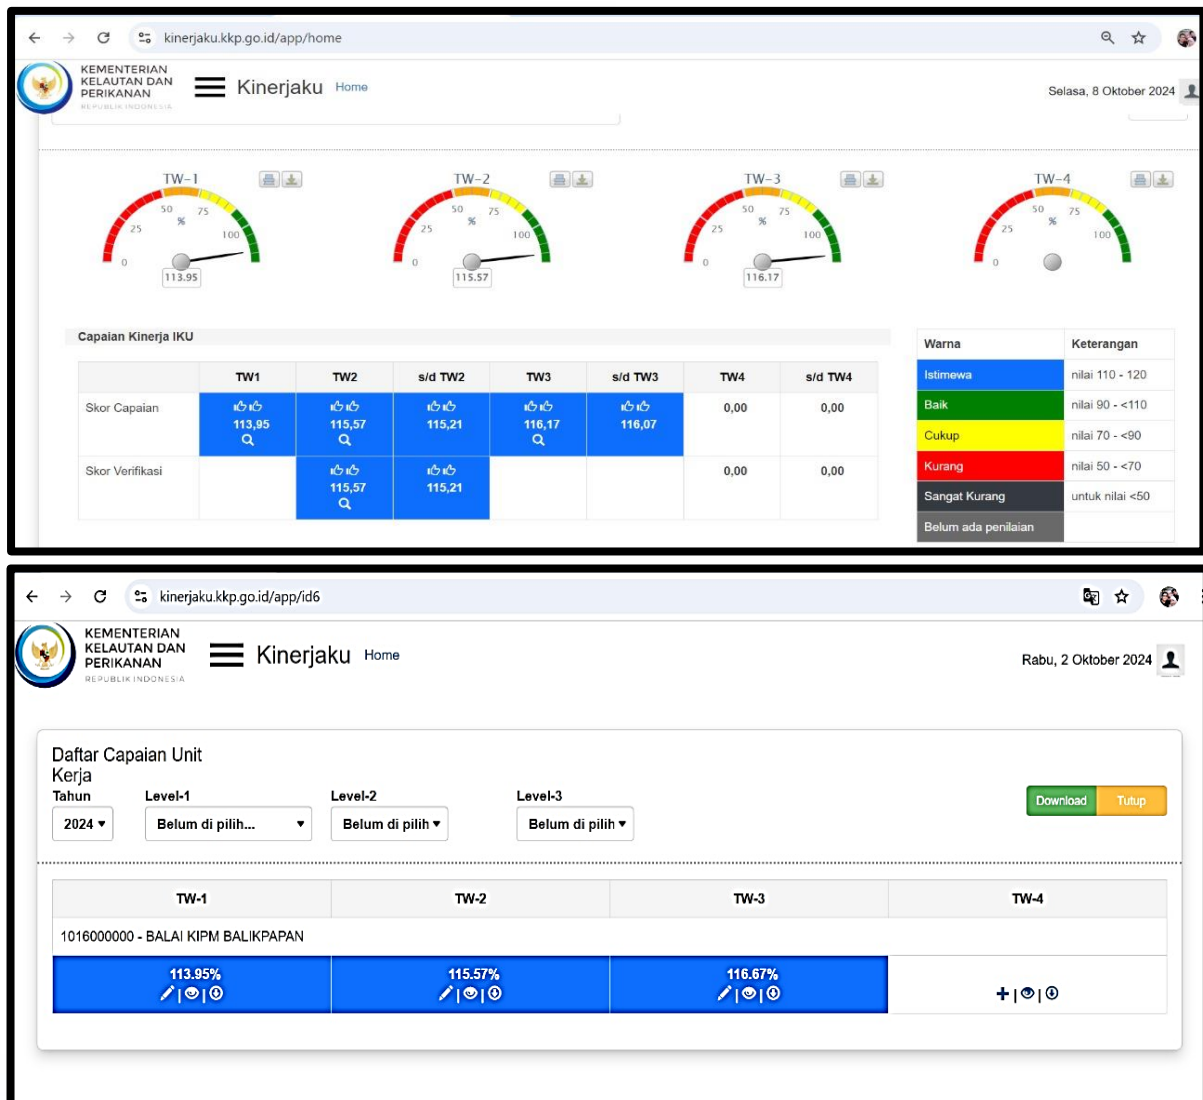 kinerjaku.kkp.go.id/app/home
KEMENTERIAN
KELAUTAN DAN
PERIKANAN
REPUBLIK INDONESIA
Kinerjaku Home
Selasa, 8 Oktober 2024
TW-1 TW-2 TW-3 TW-4
0 25 50 75 100 %
113.95
0 25 50 75 100 %
115.57
0 25 50 75 100 %
116.17
0 25 50 75 100 %
Capaian Kinerja IKU
TW1 TW2 s/d TW2 TW3 s/d TW3 TW4 s/d TW4
Skor Capaian 113,95 115,57 115,21 116,17 116,07 0,00 0,00
Skor Verifikasi 115,57 115,21 0,00 0,00
Warna Keterangan
Istimewa nilai 110 - 120
Baik nilai 90 - <110
Cukup nilai 70 - <90
Kurang nilai 50 - <70
Sangat Kurang untuk nilai <50
Belum ada penilaian
kinerjaku.kkp.go.id/app/id6
KEMENTERIAN
KELAUTAN DAN
PERIKANAN
REPUBLIK INDONESIA
Kinerjaku Home
Rabu, 2 Oktober 2024
Daftar Capaian Unit
Kerja
Tahun Level-1 Level-2 Level-3
2024 Belum di pilih... Belum di pilih Belum di pilih
Download Tutup
TW-1 TW-2 TW-3 TW-4
1016000000 - BALAI KIPM BALIKPAPAN
113.95% 115.57% 116.67%